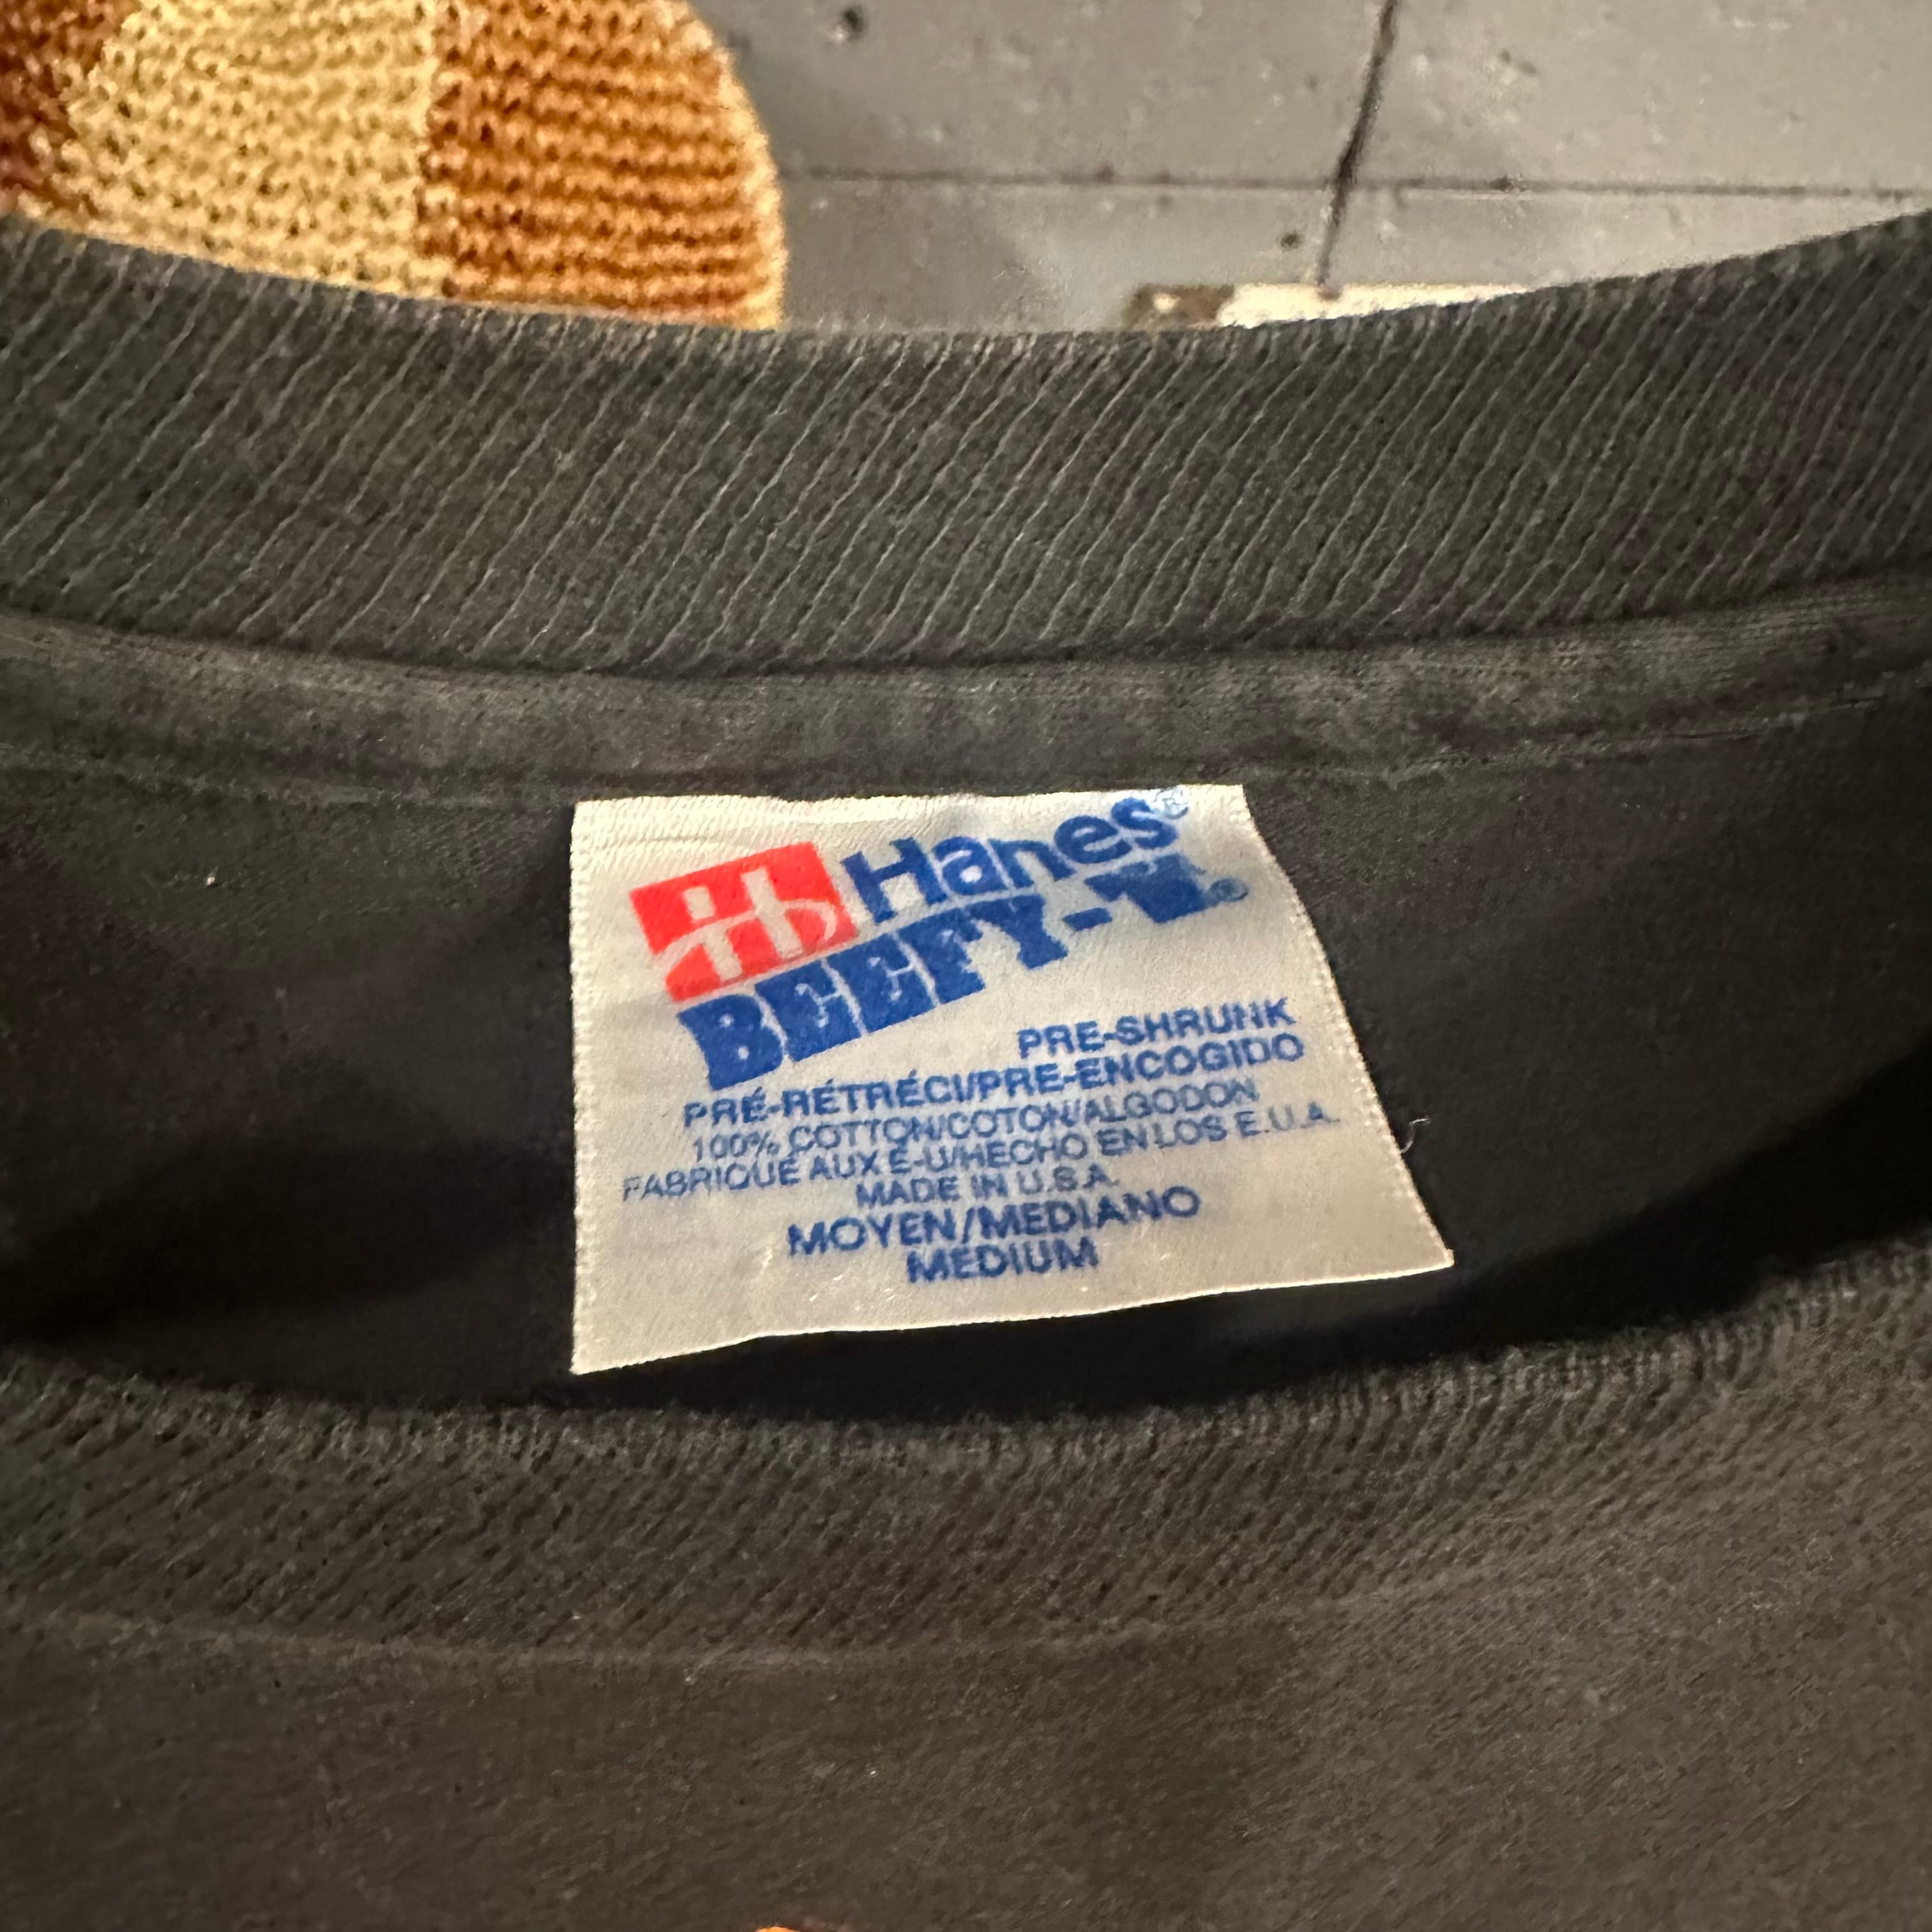 Hanes®
BEEFY-T®
PRE-SHRUNK
PRÉ-RÉTRÉCI/PRE-ENCOGIDO
100% COTTON/COTON/ALGODON
FABRIQUÉ AUX É-U/HECHO EN LOS E.U.A.
MADE IN U.S.A.
MOYEN/MEDIANO
MEDIUM